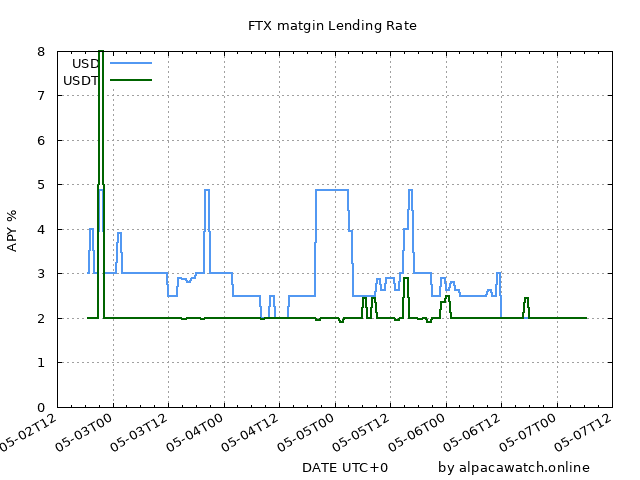 FTX matgin Lending Rate
USD
USDT
8
7
6
5
4
3
2
1
0
APY %
05-02T12
05-03T00
05-03T12
05-04T00
05-04T12
05-05T00
05-05T12
05-06T00
05-06T12
05-07T00
05-07T12
DATE UTC+0
by alpacawatch.online